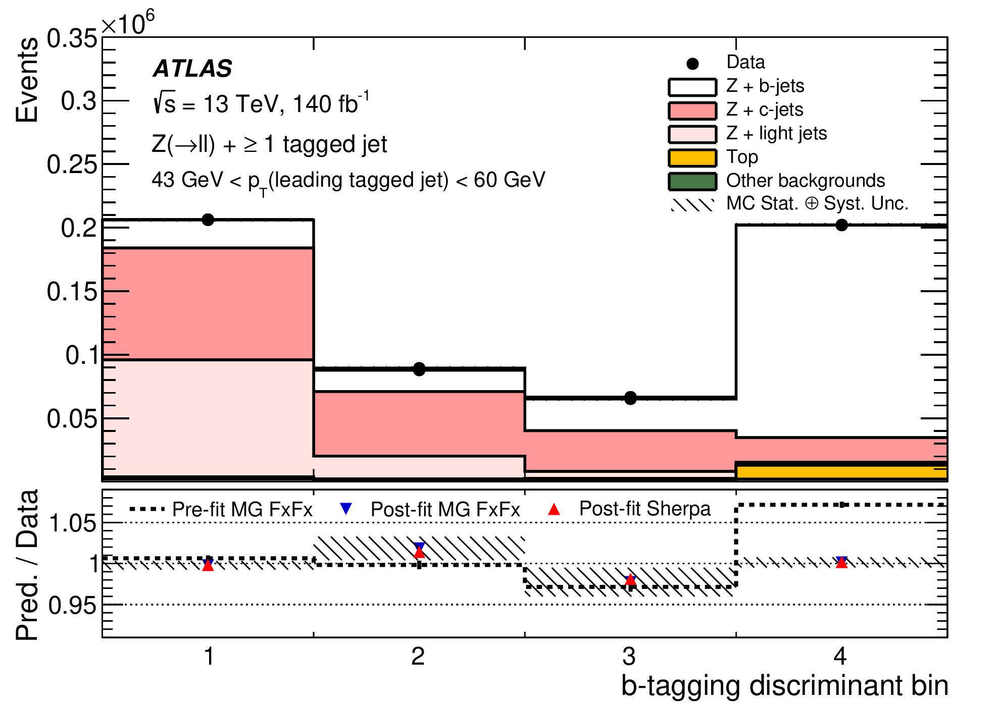 ×10⁶
0.35
0.3
0.25
0.2
0.15
0.1
0.05
Events
ATLAS
√s = 13 TeV, 140 fb⁻¹
Z(→ll) + ≥ 1 tagged jet
43 GeV < p_T(leading tagged jet) < 60 GeV
Data
Z + b-jets
Z + c-jets
Z + light jets
Top
Other backgrounds
MC Stat. ⊕ Syst. Unc.
Pre-fit MG FxFx
Post-fit MG FxFx
Post-fit Sherpa
1.05
1
0.95
Pred. / Data
1 2 3 4
b-tagging discriminant bin